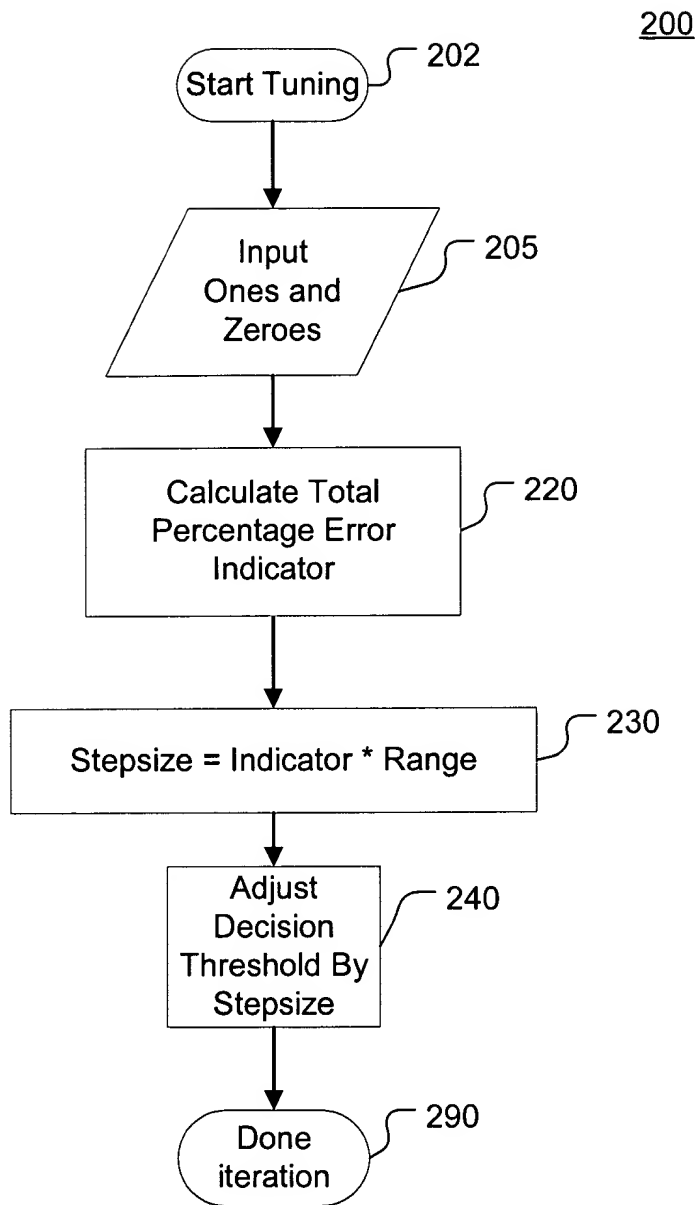 200
Start Tuning
202
Input
Ones and
Zeroes
205
Calculate Total
Percentage Error
Indicator
220
Stepsize = Indicator * Range
230
Adjust
Decision
Threshold By
Stepsize
240
Done
iteration
290